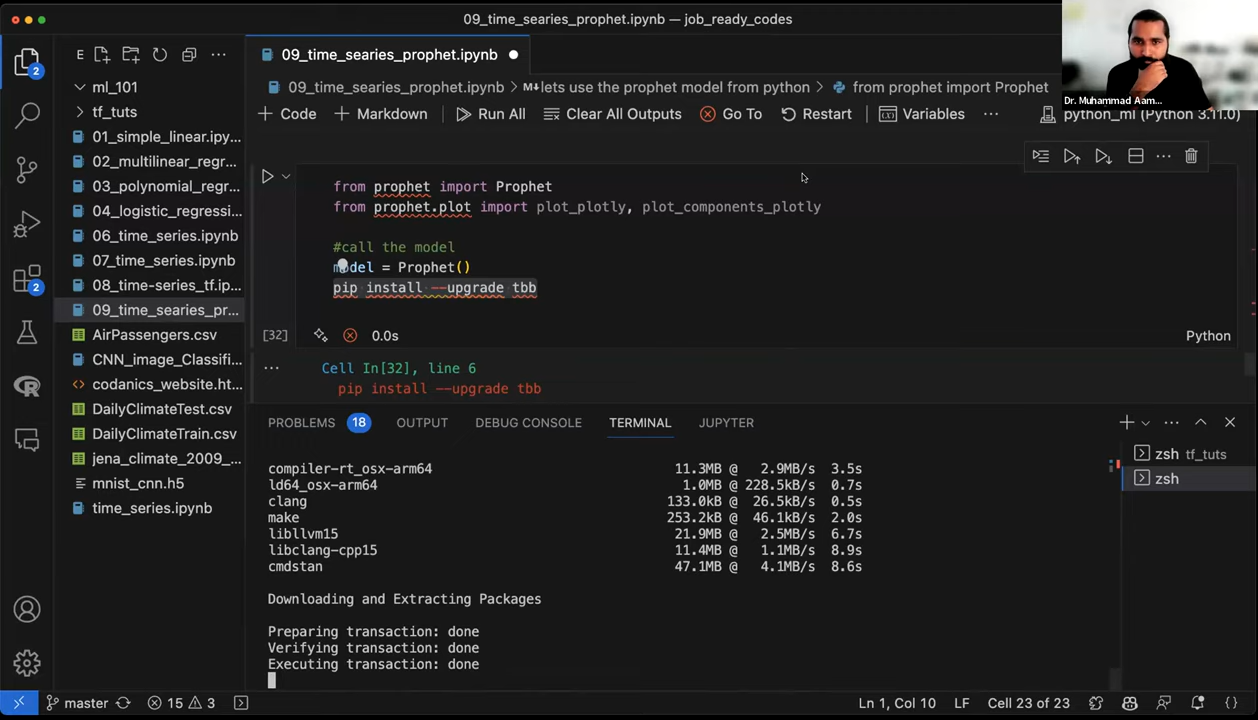 09_time_searies_prophet.ipynb — job_ready_codes
E
09_time_searies_prophet.ipynb
ml_101
tf_tuts
01_simple_linear.ipy...
02_multilinear_regr...
03_polynomial_regr...
04_logistic_regressi...
06_time_series.ipynb
07_time_series.ipynb
08_time-series_tf.ip...
09_time_searies_pr...
AirPassengers.csv
CNN_image_Classifi...
codanics_website.ht...
DailyClimateTest.csv
DailyClimateTrain.csv
jena_climate_2009_...
mnist_cnn.h5
time_series.ipynb
2
2
09_time_searies_prophet.ipynb > M↓lets use the prophet model from python > from prophet import Prophet
+ Code + Markdown Run All Clear All Outputs Go To Restart Variables ...
python_ml (Python 3.11.0)
Dr. Muhammad Aam...
from prophet import Prophet
from prophet.plot import plot_plotly, plot_components_plotly
#call the model
model = Prophet()
pip install --upgrade tbb
[32] 0.0s Python
Cell In[32], line 6
pip install --upgrade tbb
PROBLEMS 18 OUTPUT DEBUG CONSOLE TERMINAL JUPYTER
compiler-rt_osx-arm64 11.3MB @ 2.9MB/s 3.5s
ld64_osx-arm64 1.0MB @ 228.5kB/s 0.7s
clang 133.0kB @ 26.5kB/s 0.5s
make 253.2kB @ 46.1kB/s 2.0s
libllvm15 21.9MB @ 2.5MB/s 6.7s
libclang-cpp15 11.4MB @ 1.1MB/s 8.9s
cmdstan 47.1MB @ 4.1MB/s 8.6s
Downloading and Extracting Packages
Preparing transaction: done
Verifying transaction: done
Executing transaction: done
zsh tf_tuts
zsh
master 15 3 Ln 1, Col 10 LF Cell 23 of 23